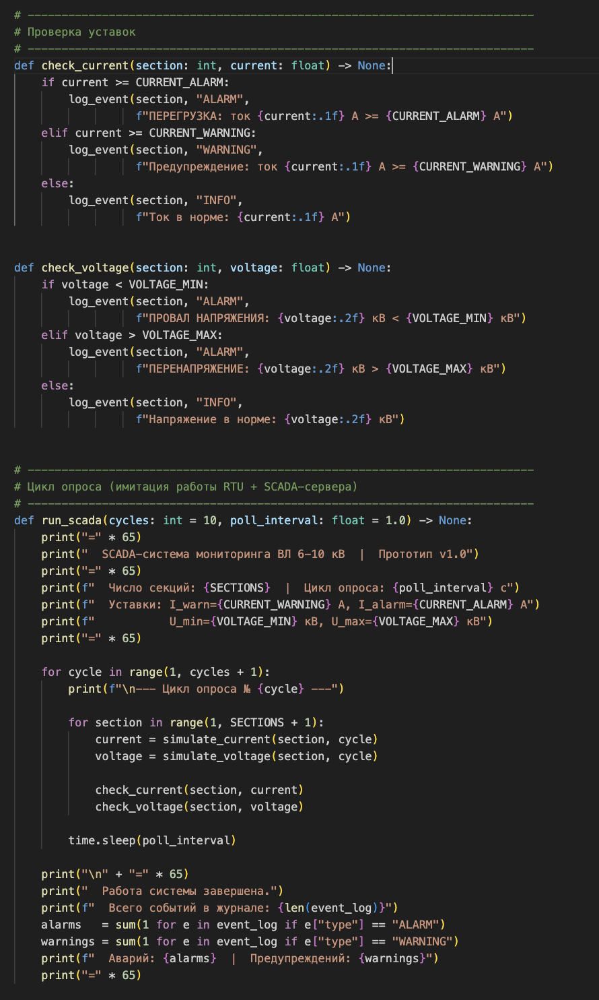 # ---------------------------------------------------------------------------
# Проверка уставок
# ---------------------------------------------------------------------------
def check_current(section: int, current: float) -> None:
    if current >= CURRENT_ALARM:
        log_event(section, "ALARM",
                  f"ПЕРЕГРУЗКА: ток {current:.1f} А >= {CURRENT_ALARM} А")
    elif current >= CURRENT_WARNING:
        log_event(section, "WARNING",
                  f"Предупреждение: ток {current:.1f} А >= {CURRENT_WARNING} А")
    else:
        log_event(section, "INFO",
                  f"Ток в норме: {current:.1f} А")


def check_voltage(section: int, voltage: float) -> None:
    if voltage < VOLTAGE_MIN:
        log_event(section, "ALARM",
                  f"ПРОВАЛ НАПРЯЖЕНИЯ: {voltage:.2f} кВ < {VOLTAGE_MIN} кВ")
    elif voltage > VOLTAGE_MAX:
        log_event(section, "ALARM",
                  f"ПЕРЕНАПРЯЖЕНИЕ: {voltage:.2f} кВ > {VOLTAGE_MAX} кВ")
    else:
        log_event(section, "INFO",
                  f"Напряжение в норме: {voltage:.2f} кВ")


# ---------------------------------------------------------------------------
# Цикл опроса (имитация работы RTU + SCADA-сервера)
# ---------------------------------------------------------------------------
def run_scada(cycles: int = 10, poll_interval: float = 1.0) -> None:
    print("=" * 65)
    print("  SCADA-система мониторинга ВЛ 6–10 кВ  |  Прототип v1.0")
    print("=" * 65)
    print(f"  Число секций: {SECTIONS}  |  Цикл опроса: {poll_interval} с")
    print(f"  Уставки: I_warn={CURRENT_WARNING} А, I_alarm={CURRENT_ALARM} А")
    print(f"           U_min={VOLTAGE_MIN} кВ, U_max={VOLTAGE_MAX} кВ")
    print("=" * 65)

    for cycle in range(1, cycles + 1):
        print(f"\n--- Цикл опроса № {cycle} ---")

        for section in range(1, SECTIONS + 1):
            current = simulate_current(section, cycle)
            voltage = simulate_voltage(section, cycle)

            check_current(section, current)
            check_voltage(section, voltage)

        time.sleep(poll_interval)

    print("\n" + "=" * 65)
    print("  Работа системы завершена.")
    print(f"  Всего событий в журнале: {len(event_log)}")
    alarms   = sum(1 for e in event_log if e["type"] == "ALARM")
    warnings = sum(1 for e in event_log if e["type"] == "WARNING")
    print(f"  Аварий: {alarms}  |  Предупреждений: {warnings}")
    print("=" * 65)